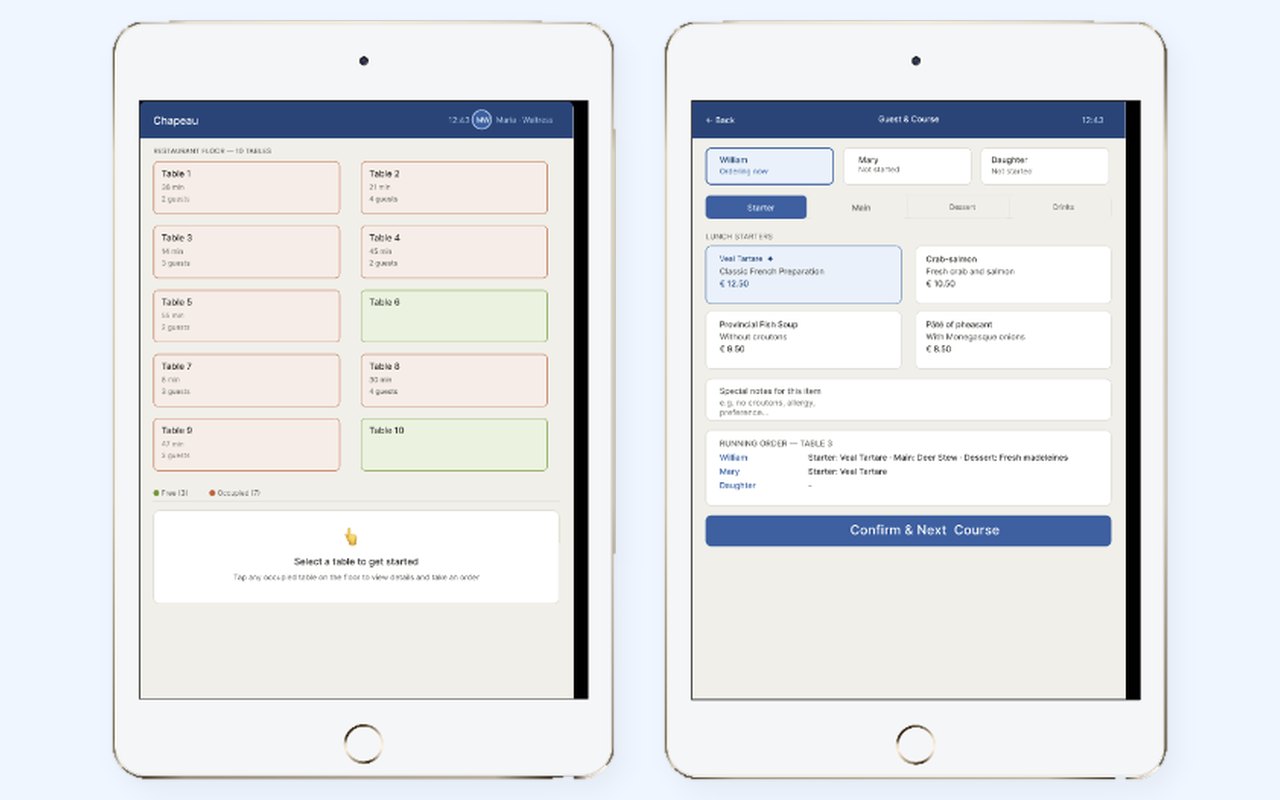 Chapeau
12:43 MW Maria · Waitress
RESTAURANT FLOOR — 10 TABLES
Table 1
38 min
2 guests
Table 2
21 min
4 guests
Table 3
14 min
3 guests
Table 4
45 min
2 guests
Table 5
55 min
2 guests
Table 6
Table 7
8 min
3 guests
Table 8
30 min
4 guests
Table 9
47 min
3 guests
Table 10
Free (3)
Occupied (7)
Select a table to get started
Tap any occupied table on the floor to view details and take an order
← Back
Guest & Course
12:43
William
Ordering now
Mary
Not started
Daughter
Not started
Starter
Main
Dessert
Drinks
LUNCH STARTERS
Veal Tartare ✦
Classic French Preparation
€ 12.50
Crab-salmon
Fresh crab and salmon
€ 10.50
Provincial Fish Soup
Without croutons
€ 8.50
Pâté of pheasant
With Monegasque onions
€ 8.50
Special notes for this item
e.g. no croutons, allergy,
preference...
RUNNING ORDER — TABLE 3
William Starter: Veal Tartare · Main: Deer Stew · Dessert: Fresh madeleines
Mary Starter: Veal Tartare
Daughter -
Confirm & Next Course